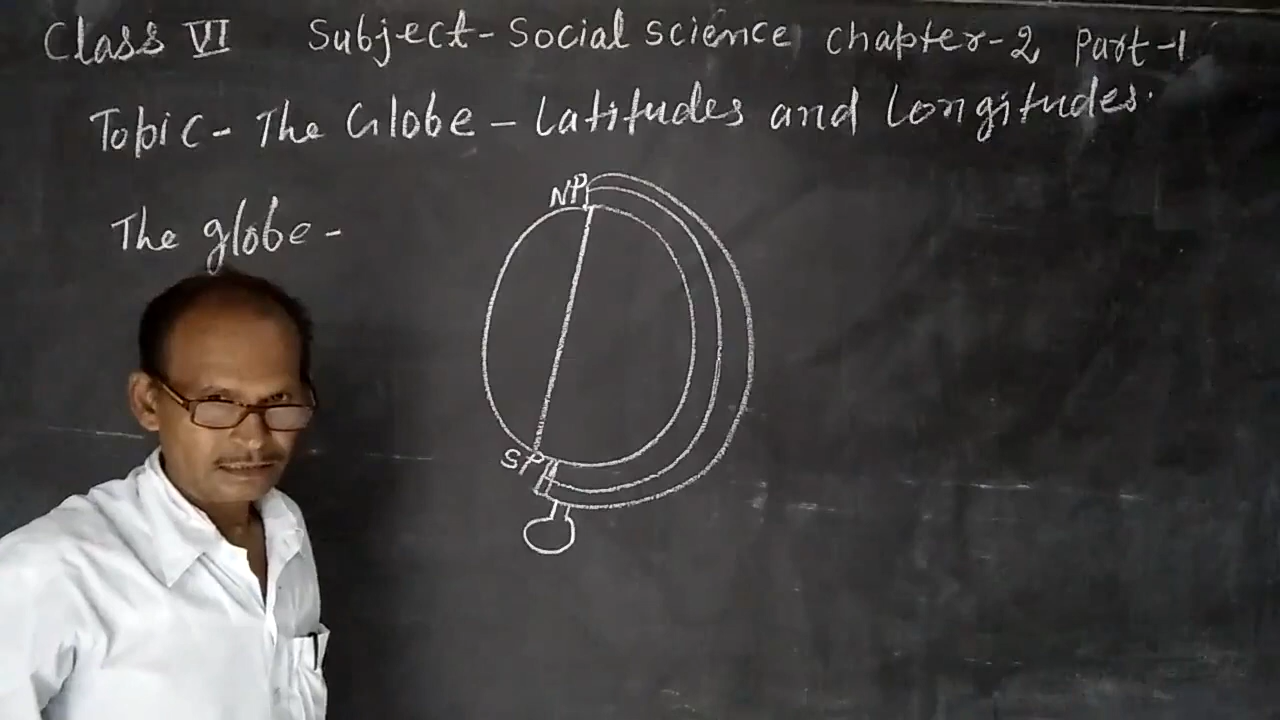 Class VI Subject - Social science chapter - 2, Part - 1
Topic - The Globe - Latitudes and Longitudes.
The globe -
NP
SP